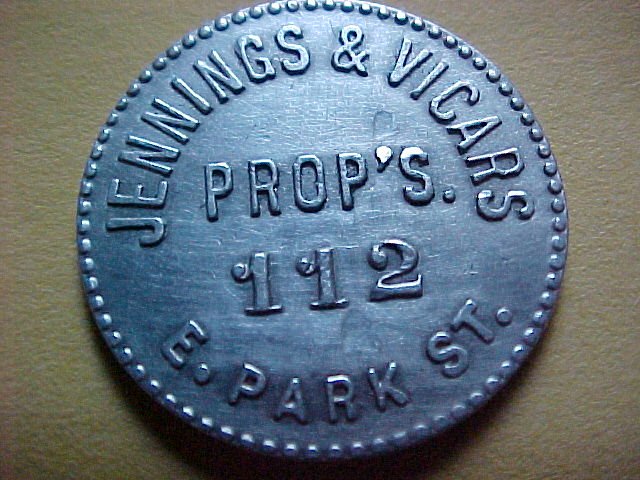 JENNINGS & VICARS
PROP'S.
112
E. PARK ST.